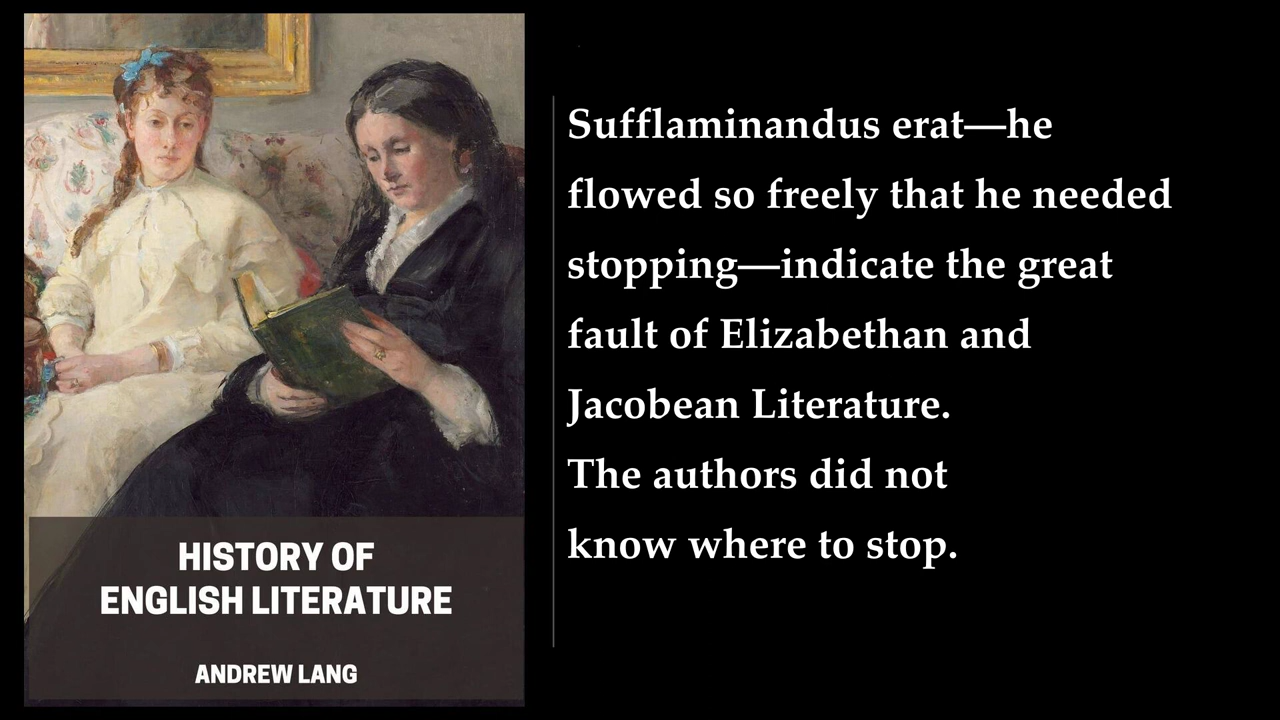 HISTORY OF
ENGLISH LITERATURE
ANDREW LANG
Sufflaminandus erat—he
flowed so freely that he needed
stopping—indicate the great
fault of Elizabethan and
Jacobean Literature.
The authors did not
know where to stop.